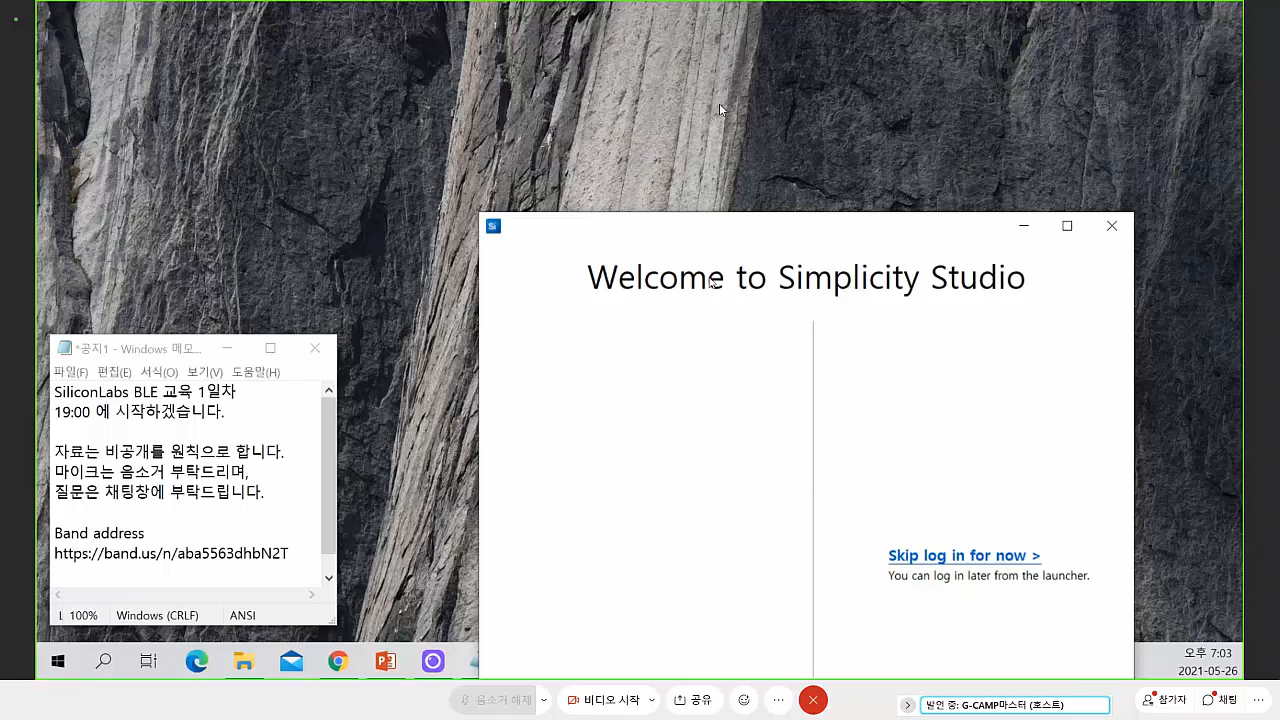 Si
Welcome to Simplicity Studio
*공지1 - Windows 메모...
파일(F) 편집(E) 서식(O) 보기(V) 도움말(H)
SiliconLabs BLE 교육 1일차
19:00 에 시작하겠습니다.
자료는 비공개를 원칙으로 합니다.
마이크는 음소거 부탁드리며,
질문은 채팅창에 부탁드립니다.
Band address
https://band.us/n/aba5563dhbN2T
100% Windows (CRLF) ANSI
Skip log in for now >
You can log in later from the launcher.
오후 7:03
2021-05-26
음소거 해제 비디오 시작 공유 발언 중: G-CAMP마스터 (호스트) 참가자 채팅